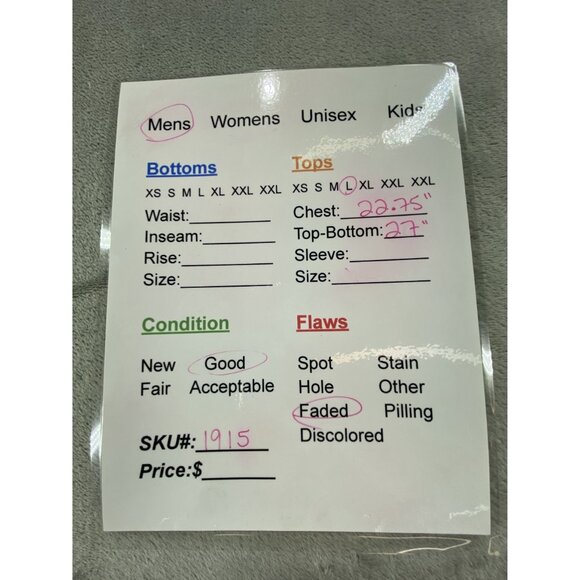 Mens Womens Unisex Kids
Bottoms Tops
XS S M L XL XXL XXL XS S M L XL XXL XXL
Waist: Chest: 22.75"
Inseam: Top-Bottom: 27"
Rise: Sleeve:
Size: Size:
Condition Flaws
New Good Spot Stain
Fair Acceptable Hole Other
Faded Pilling
Discolored
SKU#: 1915
Price:$